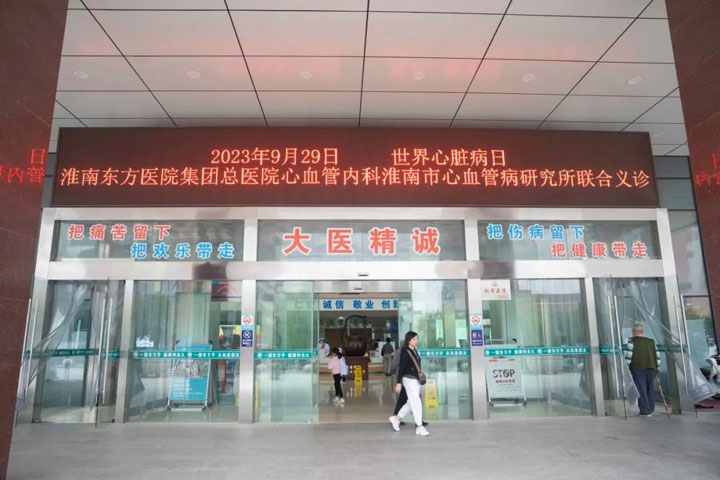 2023年9月29日 世界心脏病日
淮南东方医院集团总医院心血管内科淮南市心血管病研究所联合义诊
把痛苦留下
把欢乐带走
大医精诚
把伤病留下
把健康带走
诚信 敬业 创新
STOP